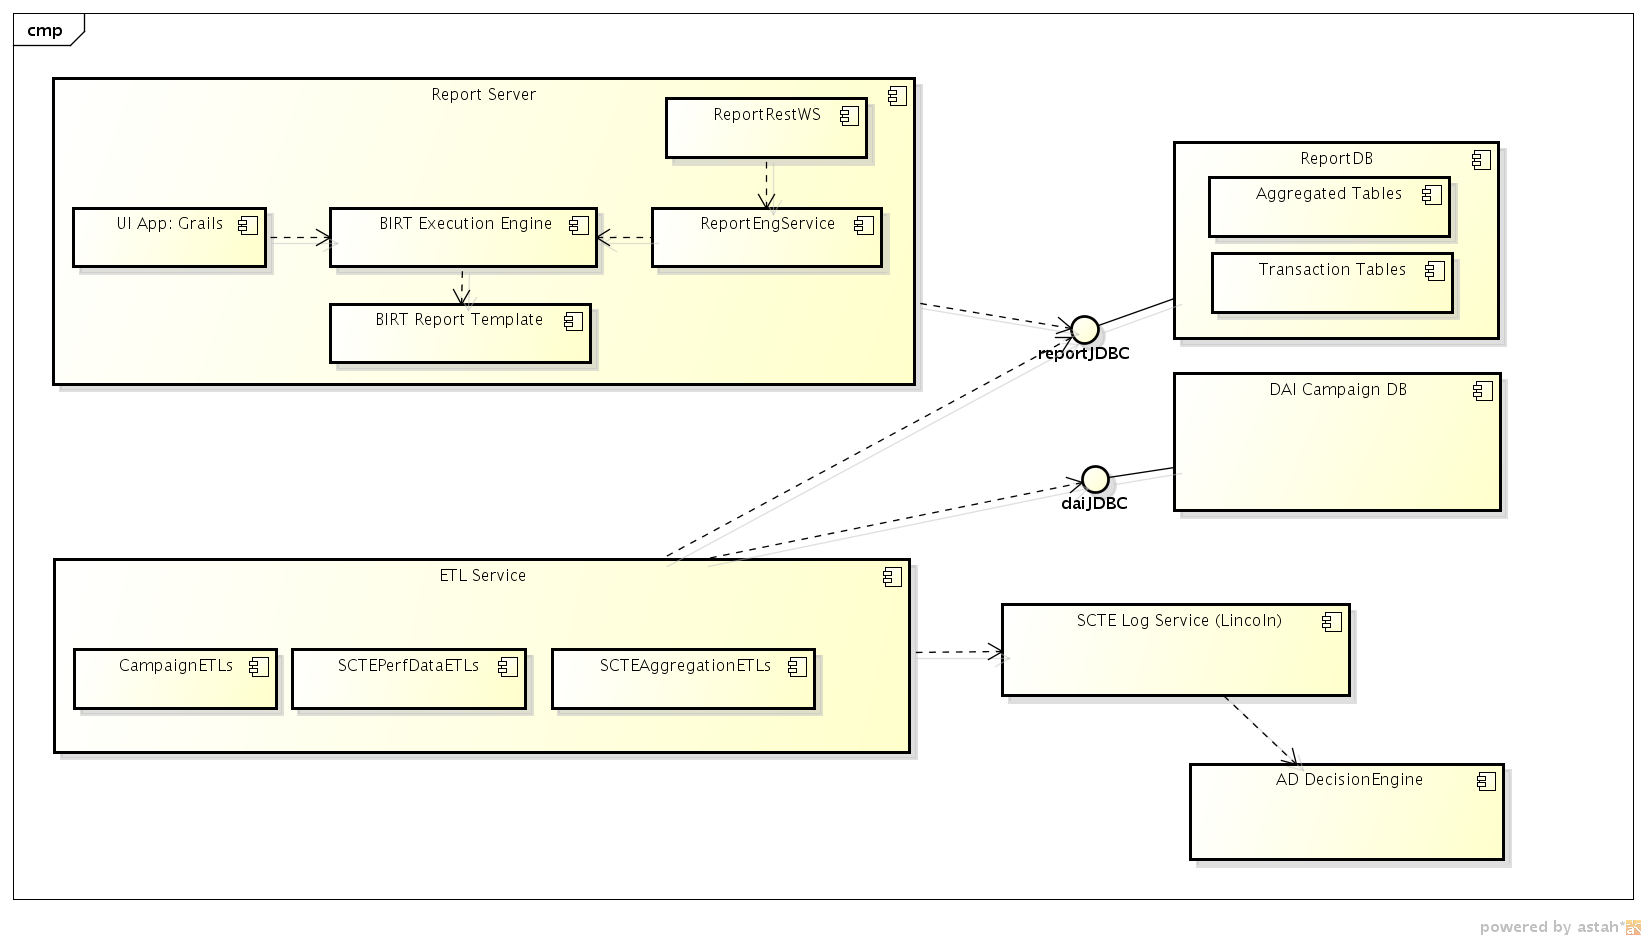 cmp
Report Server
ReportRestWS
UI App: Grails
BIRT Execution Engine
ReportEngService
BIRT Report Template
ReportDB
Aggregated Tables
Transaction Tables
reportJDBC
DAI Campaign DB
daiJDBC
ETL Service
CampaignETLs
SCTEPerfDataETLs
SCTEAggregationETLs
SCTE Log Service (Lincoln)
AD DecisionEngine
powered by astah*